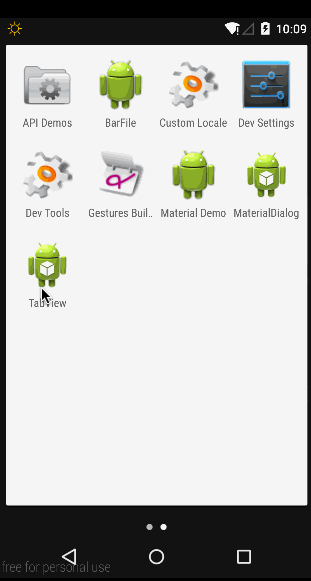 10:09
API Demos
BarFile
Custom Locale
Dev Settings
Dev Tools
Gestures Buil..
Material Demo
MaterialDialog
TabView
free for personal use